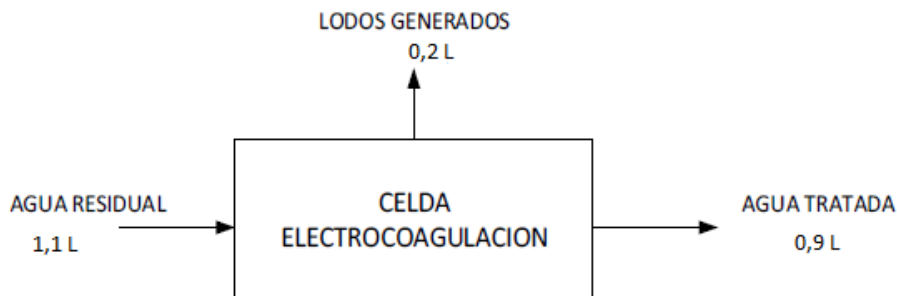 LODOS GENERADOS
0,2 L
AGUA RESIDUAL
1,1 L
CELDA
ELECTROCOAGULACION
AGUA TRATADA
0,9 L